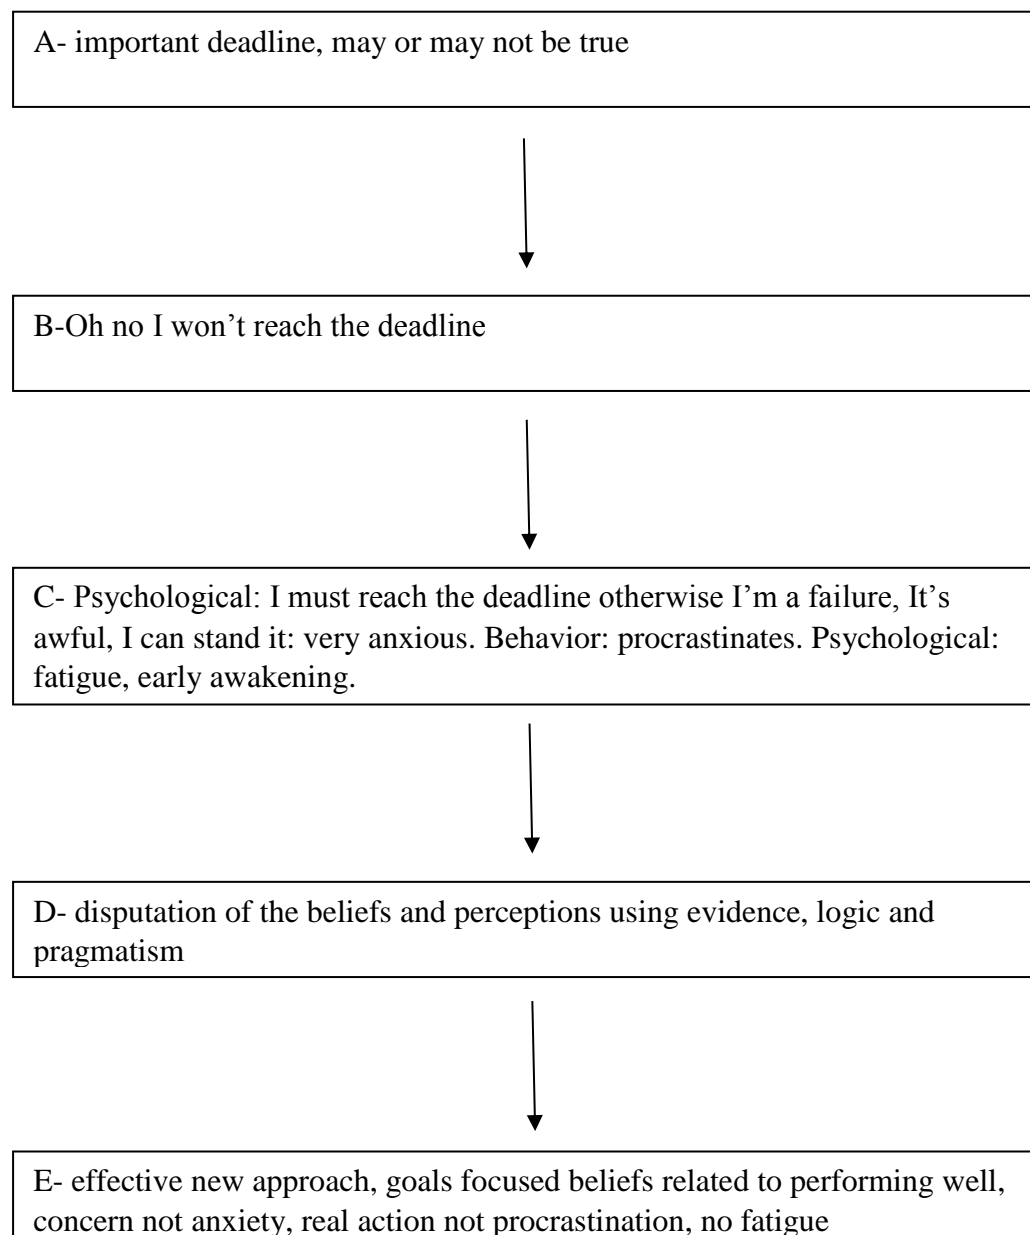 A- important deadline, may or may not be true
B-Oh no I won’t reach the deadline
C- Psychological: I must reach the deadline otherwise I’m a failure, It’s
awful, I can stand it: very anxious. Behavior: procrastinates. Psychological:
fatigue, early awakening.
D- disputation of the beliefs and perceptions using evidence, logic and
pragmatism
E- effective new approach, goals focused beliefs related to performing well,
concern not anxiety, real action not procrastination, no fatigue